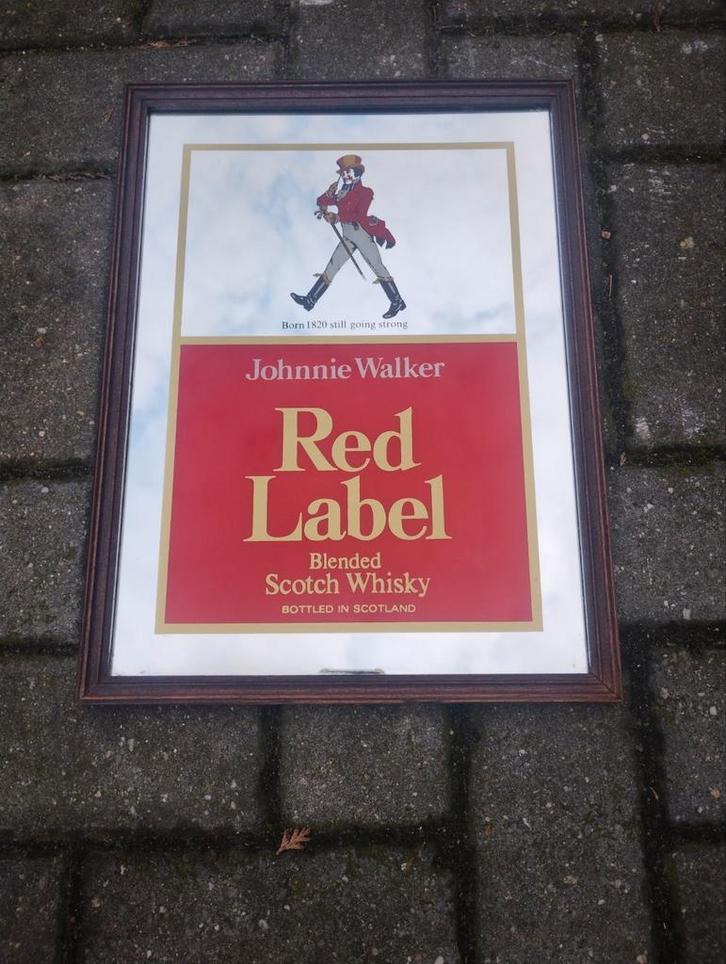 Born 1820 still going strong
Johnnie Walker
Red
Label
Blended
Scotch Whisky
BOTTLED IN SCOTLAND